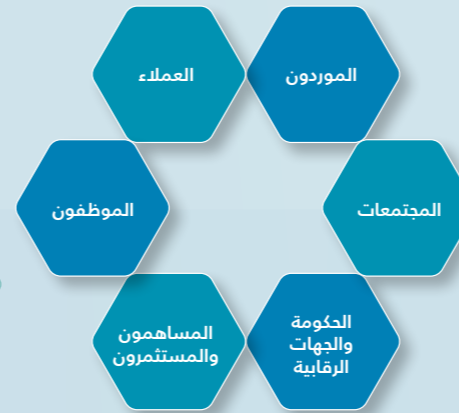 الموردون
العملاء
المجتمعات
الموظفون
الحكومة
والجهات
الرقابية
المساهمون
والمستثمرون